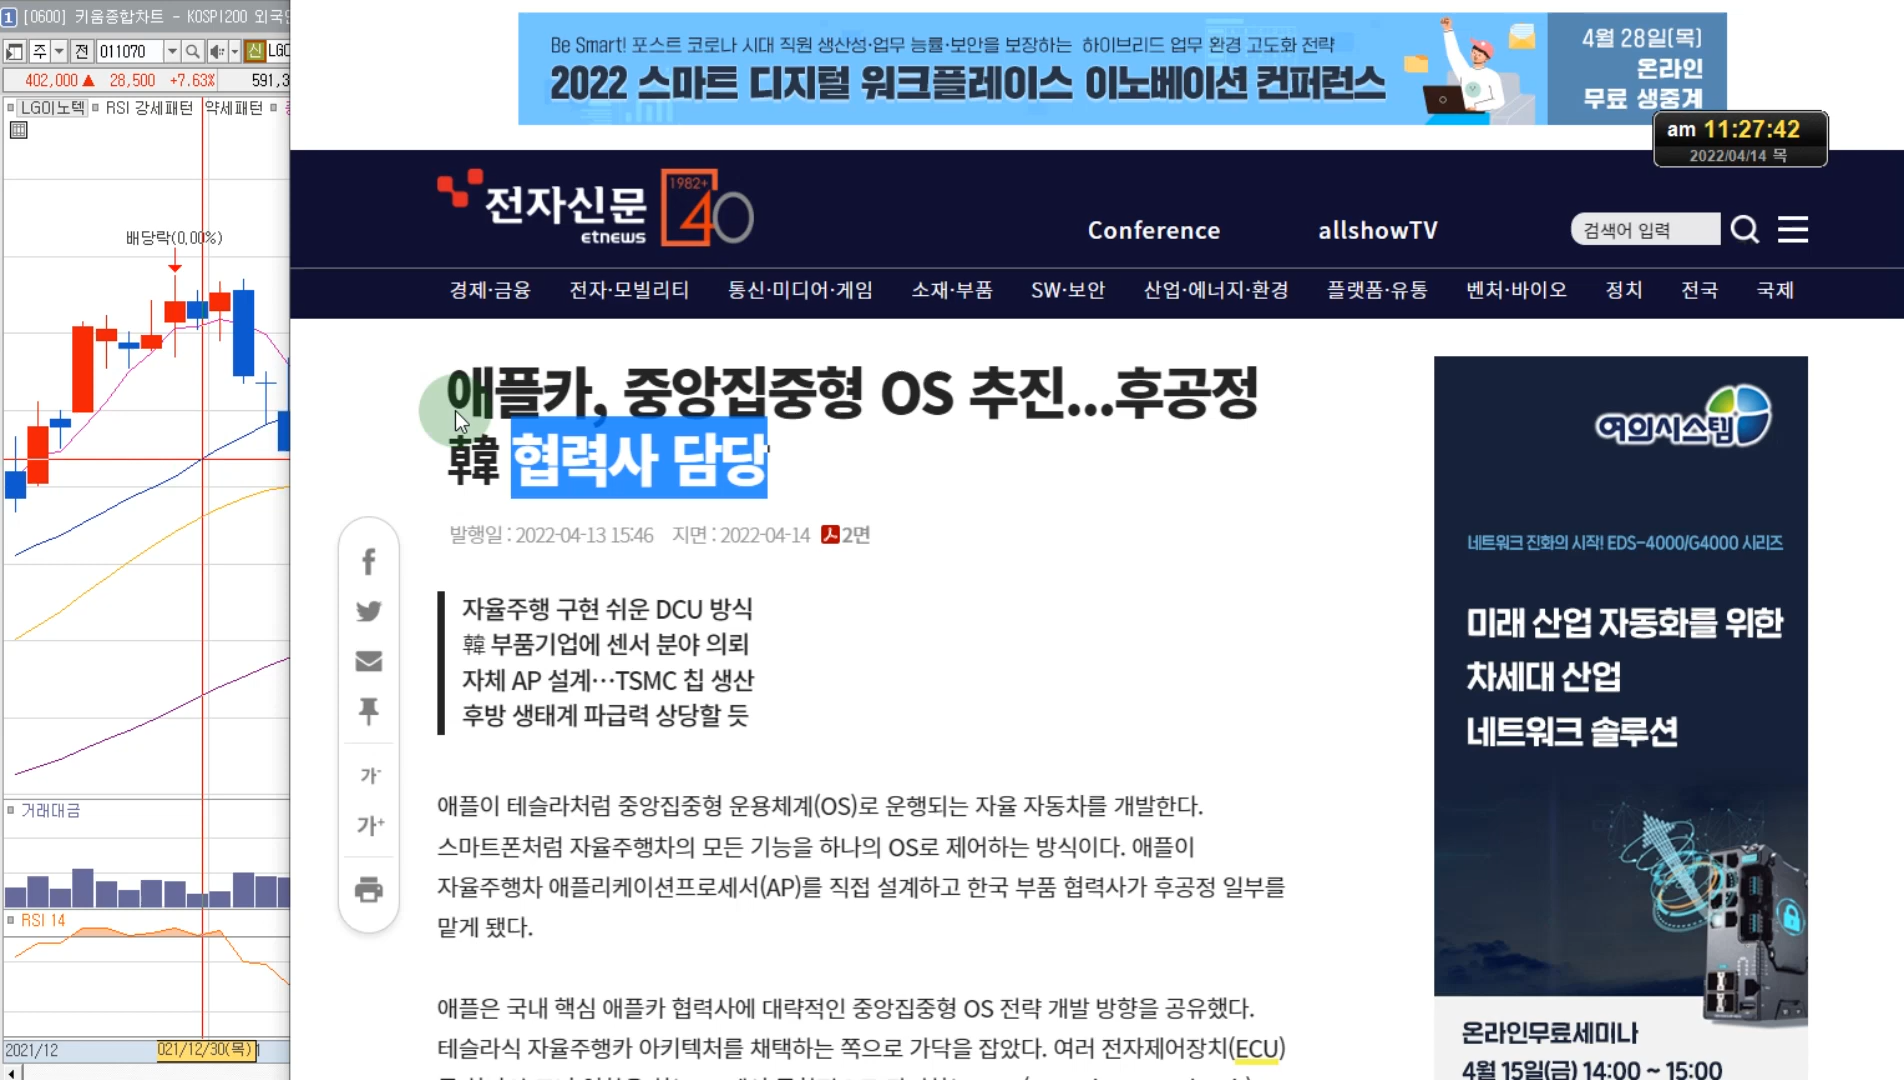 [0600] 키움종합차트 - KOSPI200 외국인
주 전 011070 신 LG이
402,000 ▲ 28,500 +7.63% 591,3
LG이노텍 RSI 강세패턴 약세패턴
배당락(0,00%)
거래대금
RSI 14
2021/12 021/12/30(목)
Be Smart! 포스트 코로나 시대 직원 생산성·업무 능률·보안을 보장하는 하이브리드 업무 환경 고도화 전략
2022 스마트 디지털 워크플레이스 이노베이션 컨퍼런스
4월 28일(목)
온라인
무료 생중계
am 11:27:42
2022/04/14 목
전자신문
etnews
1982+
40
Conference allshowTV
검색어 입력
경제·금융 전자·모빌리티 통신·미디어·게임 소재·부품 SW·보안 산업·에너지·환경 플랫폼·유통 벤처·바이오 정치 전국 국제
애플카, 중앙집중형 OS 추진...후공정
韓 협력사 담당
발행일 : 2022-04-13 15:46 지면 : 2022-04-14 2면
자율주행 구현 쉬운 DCU 방식
韓 부품기업에 센서 분야 의뢰
자체 AP 설계…TSMC 칩 생산
후방 생태계 파급력 상당할 듯
가-
가+
애플이 테슬라처럼 중앙집중형 운용체계(OS)로 운행되는 자율 자동차를 개발한다.
스마트폰처럼 자율주행차의 모든 기능을 하나의 OS로 제어하는 방식이다. 애플이
자율주행차 애플리케이션프로세서(AP)를 직접 설계하고 한국 부품 협력사가 후공정 일부를
맡게 됐다.
애플은 국내 핵심 애플카 협력사에 대략적인 중앙집중형 OS 전략 개발 방향을 공유했다.
테슬라식 자율주행카 아키텍처를 채택하는 쪽으로 가닥을 잡았다. 여러 전자제어장치(ECU)
여의시스템
네트워크 진화의 시작! EDS-4000/G4000 시리즈
미래 산업 자동화를 위한
차세대 산업
네트워크 솔루션
온라인무료세미나
4월 15일(금) 14:00 ~ 15:00